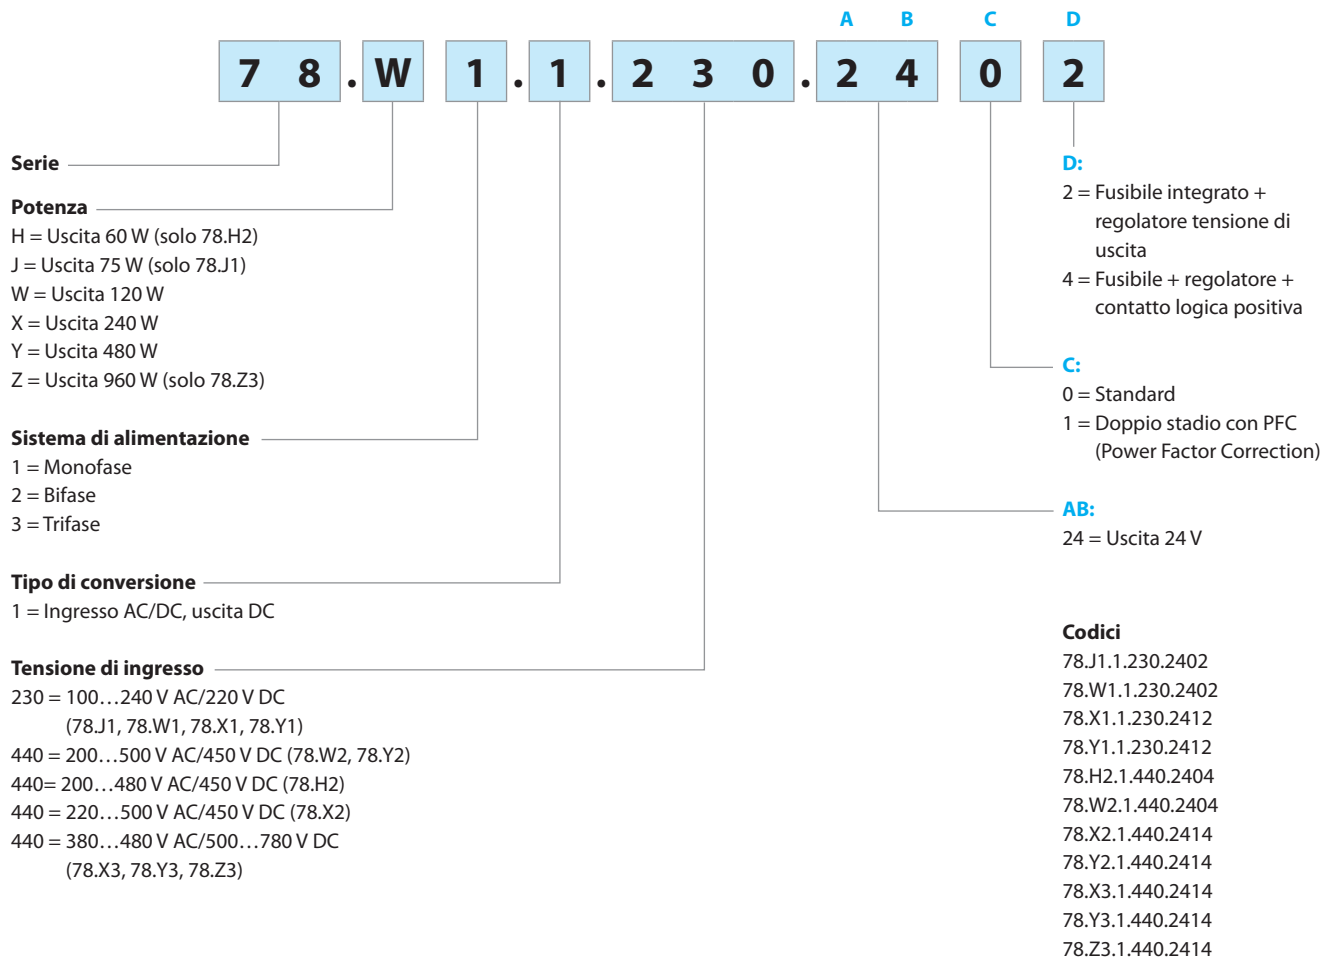 A B C D
7 8 . W 1 . 1 . 2 3 0 . 2 4 0 2
Serie
Potenza
H = Uscita 60 W (solo 78.H2)
J = Uscita 75 W (solo 78.J1)
W = Uscita 120 W
X = Uscita 240 W
Y = Uscita 480 W
Z = Uscita 960 W (solo 78.Z3)
Sistema di alimentazione
1 = Monofase
2 = Bifase
3 = Trifase
Tipo di conversione
1 = Ingresso AC/DC, uscita DC
Tensione di ingresso
230 = 100…240 V AC/220 V DC
(78.J1, 78.W1, 78.X1, 78.Y1)
440 = 200…500 V AC/450 V DC (78.W2, 78.Y2)
440= 200…480 V AC/450 V DC (78.H2)
440 = 220…500 V AC/450 V DC (78.X2)
440 = 380…480 V AC/500…780 V DC
(78.X3, 78.Y3, 78.Z3)
D:
2 = Fusibile integrato +
regolatore tensione di
uscita
4 = Fusibile + regolatore +
contatto logica positiva
C:
0 = Standard
1 = Doppio stadio con PFC
(Power Factor Correction)
AB:
24 = Uscita 24 V
Codici
78.J1.1.230.2402
78.W1.1.230.2402
78.X1.1.230.2412
78.Y1.1.230.2412
78.H2.1.440.2404
78.W2.1.440.2404
78.X2.1.440.2414
78.Y2.1.440.2414
78.X3.1.440.2414
78.Y3.1.440.2414
78.Z3.1.440.2414